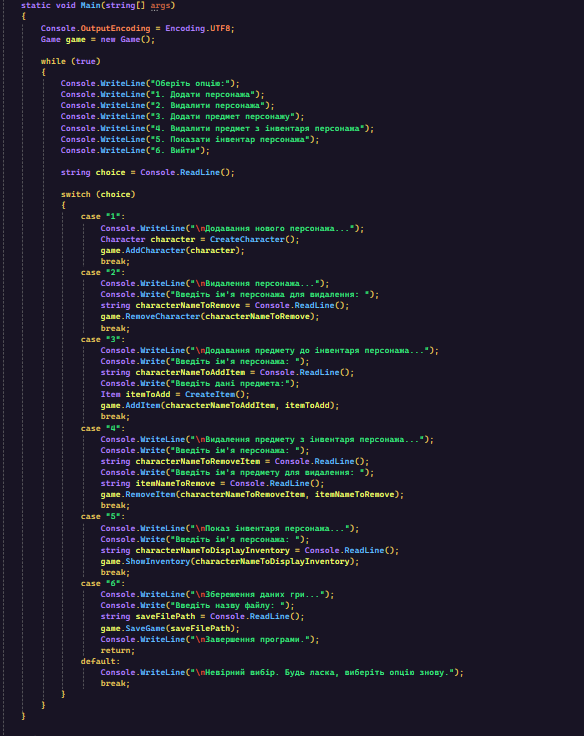 static void Main(string[] args)
{
Console.OutputEncoding = Encoding.UTF8;
Game game = new Game();
while (true)
{
Console.WriteLine("Оберіть опцію:");
Console.WriteLine("1. Додати персонажа");
Console.WriteLine("2. Видалити персонажа");
Console.WriteLine("3. Додати предмет персонажу");
Console.WriteLine("4. Видалити предмет з інвентаря персонажа");
Console.WriteLine("5. Показати інвентар персонажа");
Console.WriteLine("6. Вийти");
string choice = Console.ReadLine();
switch (choice)
{
case "1":
Console.WriteLine("\nДодавання нового персонажа...");
Character character = CreateCharacter();
game.AddCharacter(character);
break;
case "2":
Console.WriteLine("\nВидалення персонажа...");
Console.Write("Введіть ім'я персонажа для видалення: ");
string characterNameToRemove = Console.ReadLine();
game.RemoveCharacter(characterNameToRemove);
break;
case "3":
Console.WriteLine("\nДодавання предмету до інвентаря персонажа...");
Console.Write("Введіть ім'я персонажа: ");
string characterNameToAddItem = Console.ReadLine();
Console.Write("Введіть дані предмета:");
Item itemToAdd = CreateItem();
game.AddItem(characterNameToAddItem, itemToAdd);
break;
case "4":
Console.WriteLine("\nВидалення предмету з інвентаря персонажа...");
Console.Write("Введіть ім'я персонажа: ");
string characterNameToRemoveItem = Console.ReadLine();
Console.Write("Введіть ім'я предмету для видалення: ");
string itemNameToRemove = Console.ReadLine();
game.RemoveItem(characterNameToRemoveItem, itemNameToRemove);
break;
case "5":
Console.WriteLine("\nПоказ інвентаря персонажа...");
Console.Write("Введіть ім'я персонажа: ");
string characterNameToDisplayInventory = Console.ReadLine();
game.ShowInventory(characterNameToDisplayInventory);
break;
case "6":
Console.WriteLine("\nЗбереження даних гри...");
Console.Write("Введіть назву файлу: ");
string saveFilePath = Console.ReadLine();
game.SaveGame(saveFilePath);
Console.WriteLine("\nЗавершення програми.");
return;
default:
Console.WriteLine("\nНевірний вибір. Будь ласка, виберіть опцію знову.");
break;
}
}
}